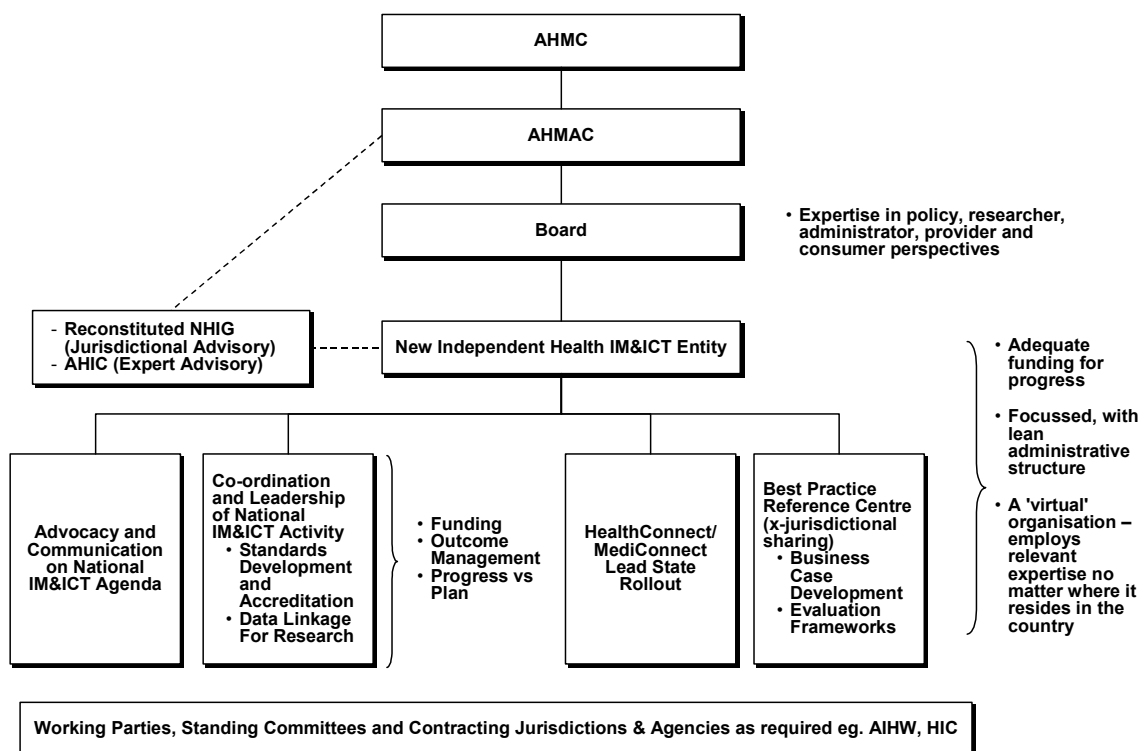 AHMC
AHMAC
Board
• Expertise in policy, researcher,
administrator, provider and
consumer perspectives
- Reconstituted NHIG
(Jurisdictional Advisory)
- AHIC (Expert Advisory)
New Independent Health IM&ICT Entity
• Adequate
funding for
progress
• Focussed, with
lean
administrative
structure
• A 'virtual'
organisation –
employs
relevant
expertise no
matter where it
resides in the
country
Advocacy and
Communication
on National
IM&ICT Agenda
Co-ordination
and Leadership
of National
IM&ICT Activity
• Standards
Development
and
Accreditation
• Data Linkage
For Research
• Funding
• Outcome
Management
• Progress vs
Plan
HealthConnect/
MediConnect
Lead State
Rollout
Best Practice
Reference Centre
(x-jurisdictional
sharing)
• Business
Case
Development
• Evaluation
Frameworks
Working Parties, Standing Committees and Contracting Jurisdictions & Agencies as required eg. AIHW, HIC